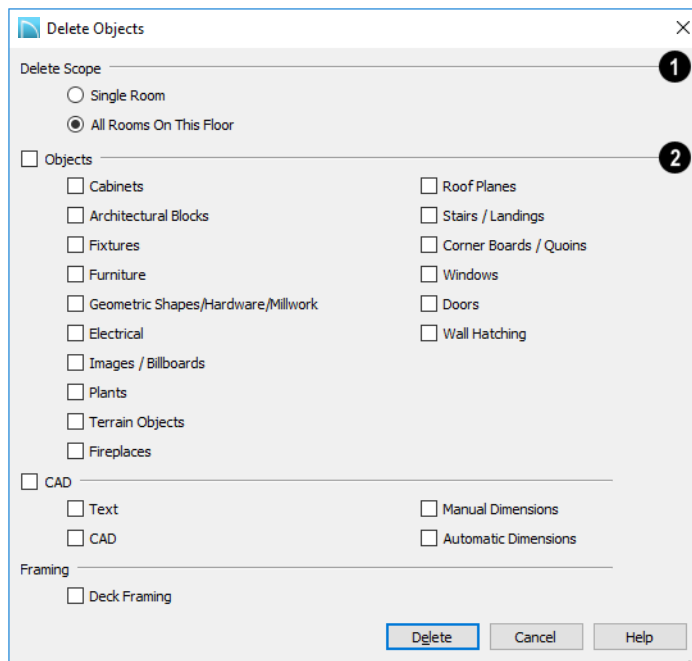 Delete Objects
Delete Scope 1
Single Room
All Rooms On This Floor
Objects 2
Cabinets
Architectural Blocks
Fixtures
Furniture
Geometric Shapes/Hardware/Millwork
Electrical
Images / Billboards
Plants
Terrain Objects
Fireplaces
Roof Planes
Stairs / Landings
Corner Boards / Quoins
Windows
Doors
Wall Hatching
CAD
Text
CAD
Manual Dimensions
Automatic Dimensions
Framing
Deck Framing
Delete Cancel Help